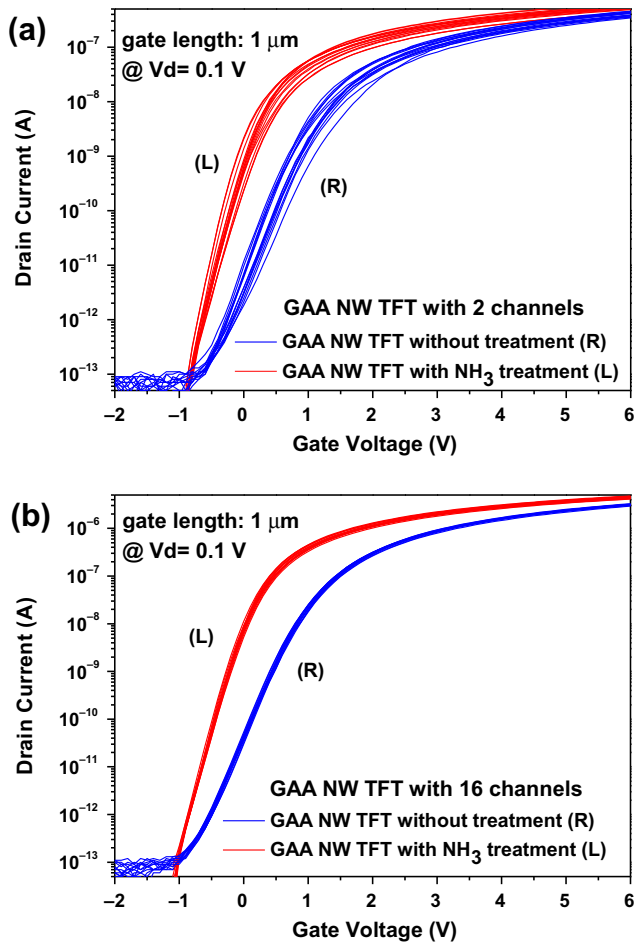 (a)
gate length: 1 μm
@ Vd= 0.1 V
10⁻⁷
10⁻⁸
10⁻⁹
10⁻¹⁰
10⁻¹¹
10⁻¹²
10⁻¹³
Drain Current (A)
(L)
(R)
GAA NW TFT with 2 channels
GAA NW TFT without treatment (R)
GAA NW TFT with NH₃ treatment (L)
−2 −1 0 1 2 3 4 5 6
Gate Voltage (V)
(b)
gate length: 1 μm
@ Vd= 0.1 V
10⁻⁶
10⁻⁷
10⁻⁸
10⁻⁹
10⁻¹⁰
10⁻¹¹
10⁻¹²
10⁻¹³
Drain Current (A)
(L)
(R)
GAA NW TFT with 16 channels
GAA NW TFT without treatment (R)
GAA NW TFT with NH₃ treatment (L)
−2 −1 0 1 2 3 4 5 6
Gate Voltage (V)